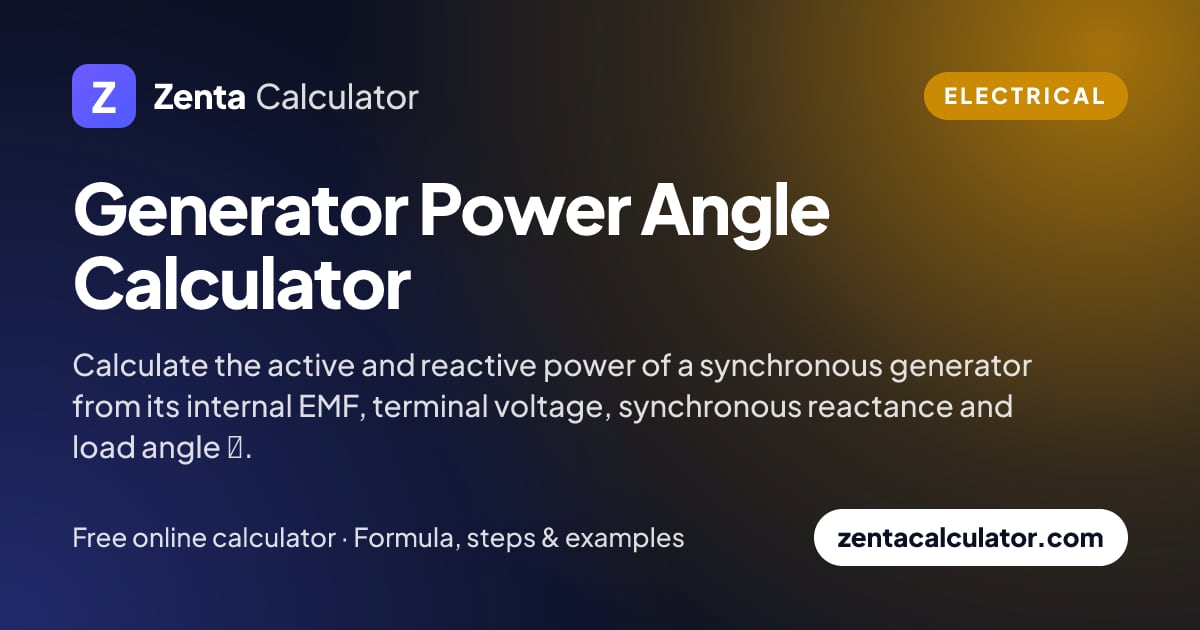 Z Zenta Calculator
ELECTRICAL
Generator Power Angle
Calculator
Calculate the active and reactive power of a synchronous generator
from its internal EMF, terminal voltage, synchronous reactance and
load angle .
Free online calculator · Formula, steps & examples
zentacalculator.com